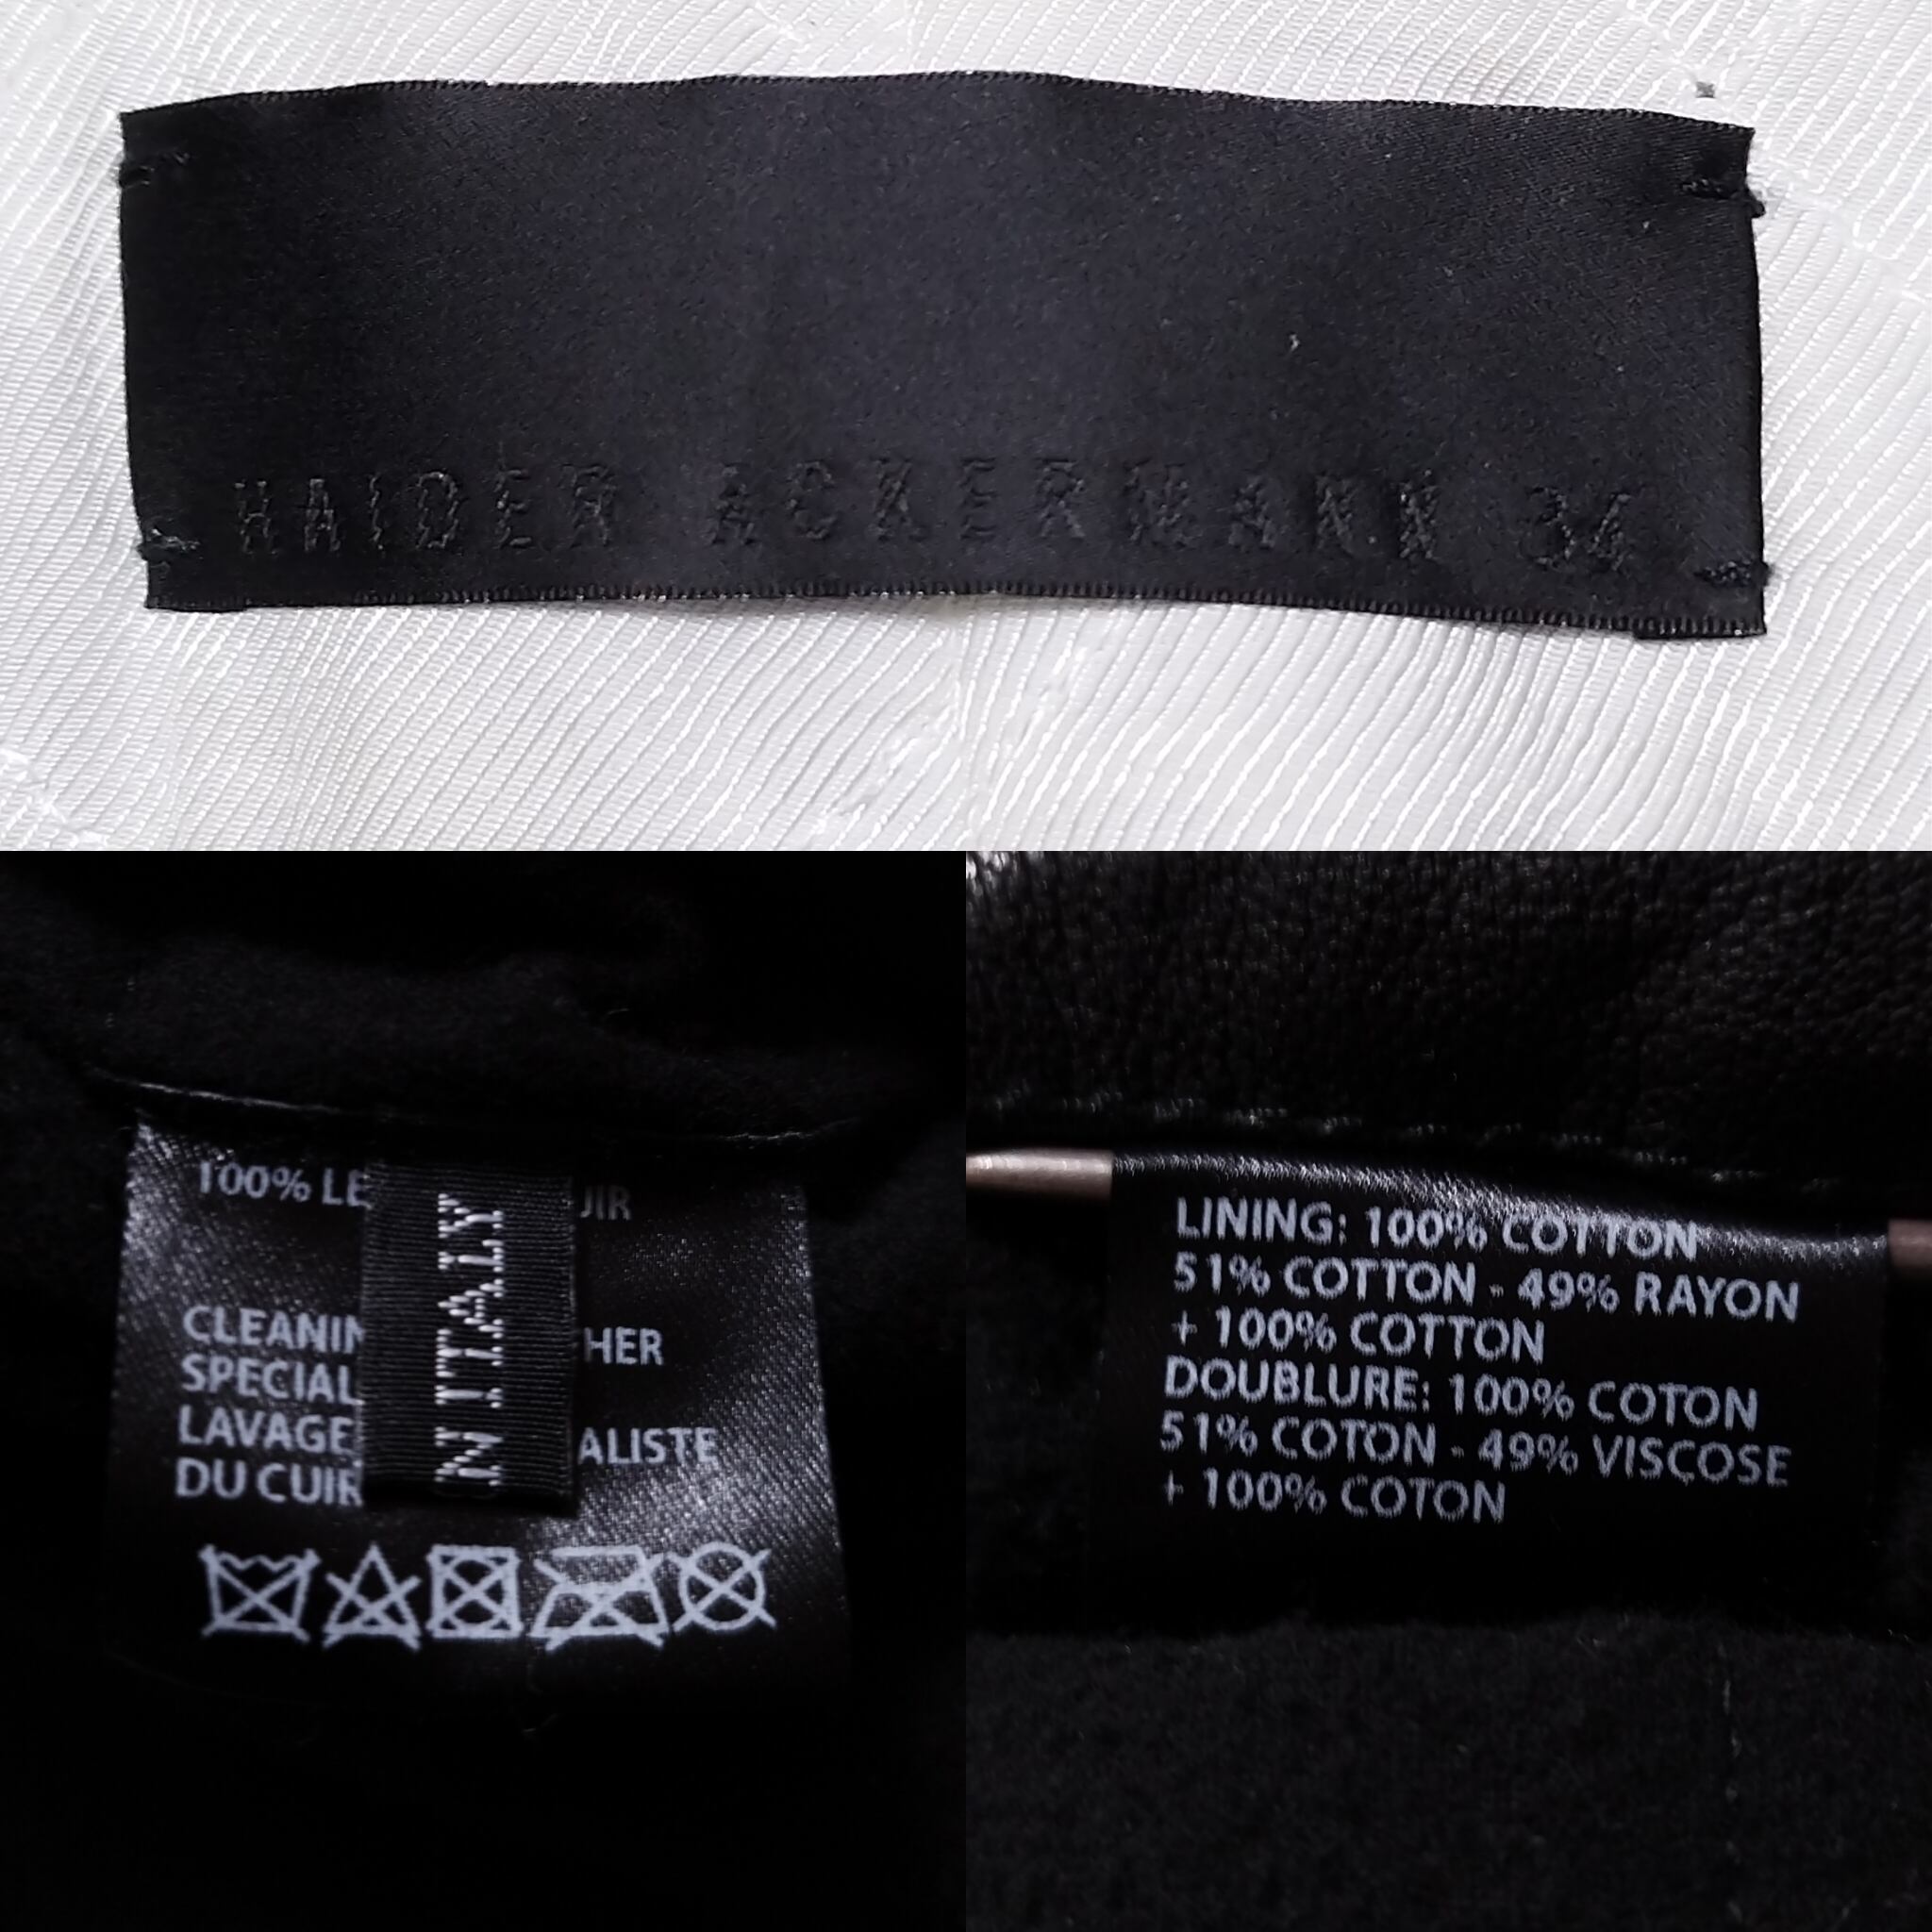 HAIDER ACKERMANN 34
100% LE UIR
CLEANIN HER
SPECIAL
LAVAGE ALISTE
DU CUIR
N ITALY
LINING: 100% COTTON
51% COTTON - 49% RAYON
+ 100% COTTON
DOUBLURE: 100% COTON
51% COTON - 49% VISCOSE
+ 100% COTON